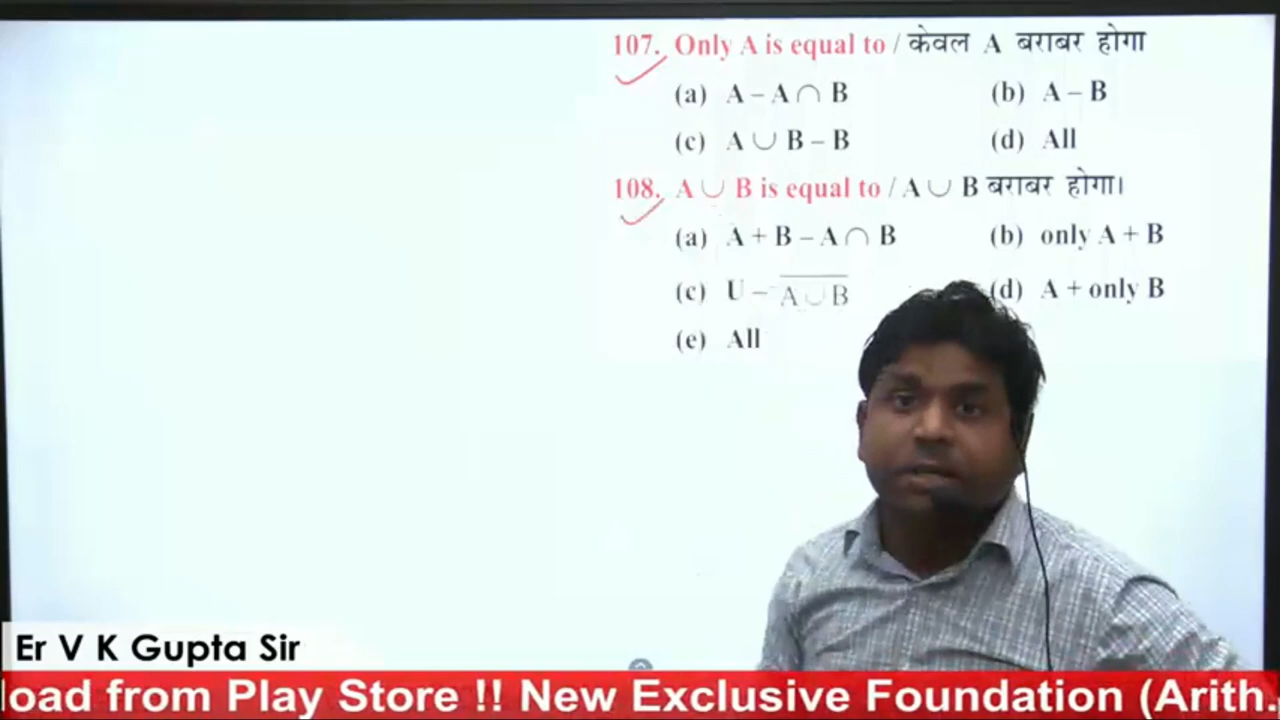 107. Only A is equal to / केवल A बराबर होगा
(a) A – A ∩ B (b) A – B
(c) A ∪ B – B (d) All
108. A ∪ B is equal to / A ∪ B बराबर होगा।
(a) A + B – A ∩ B (b) only A + B
(c) U – \overline{A ∪ B} (d) A + only B
(e) All
Er V K Gupta Sir
load from Play Store !! New Exclusive Foundation (Arith.